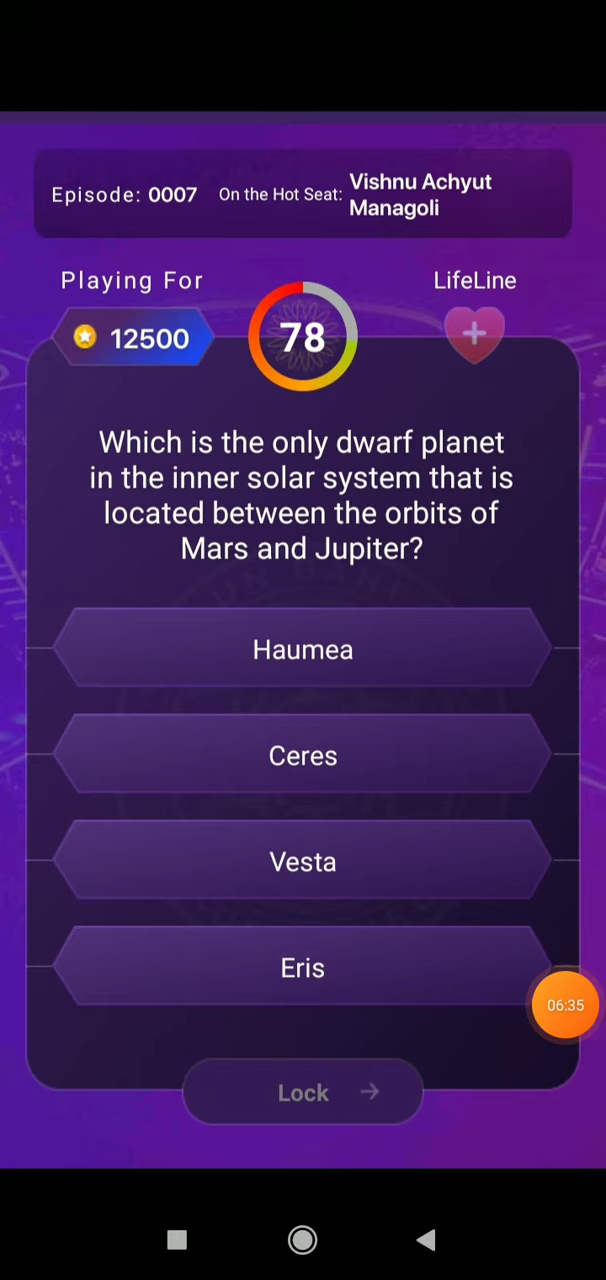 Episode: 0007 On the Hot Seat: Vishnu Achyut
Managoli
Playing For
LifeLine
12500
78
Which is the only dwarf planet
in the inner solar system that is
located between the orbits of
Mars and Jupiter?
Haumea
Ceres
Vesta
Eris
06:35
Lock